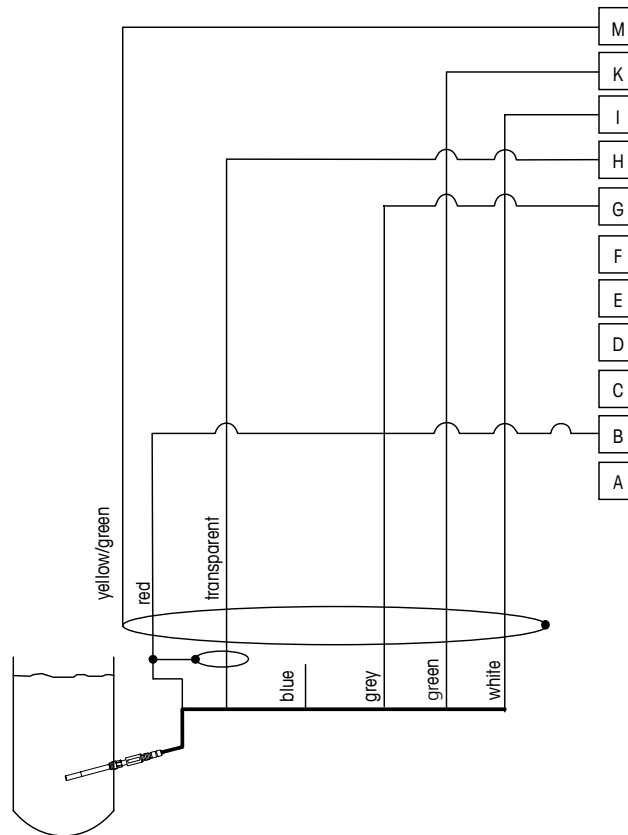 M
K
I
H
G
F
E
D
C
B
A
yellow/green
red
transparent
blue
grey
green
white